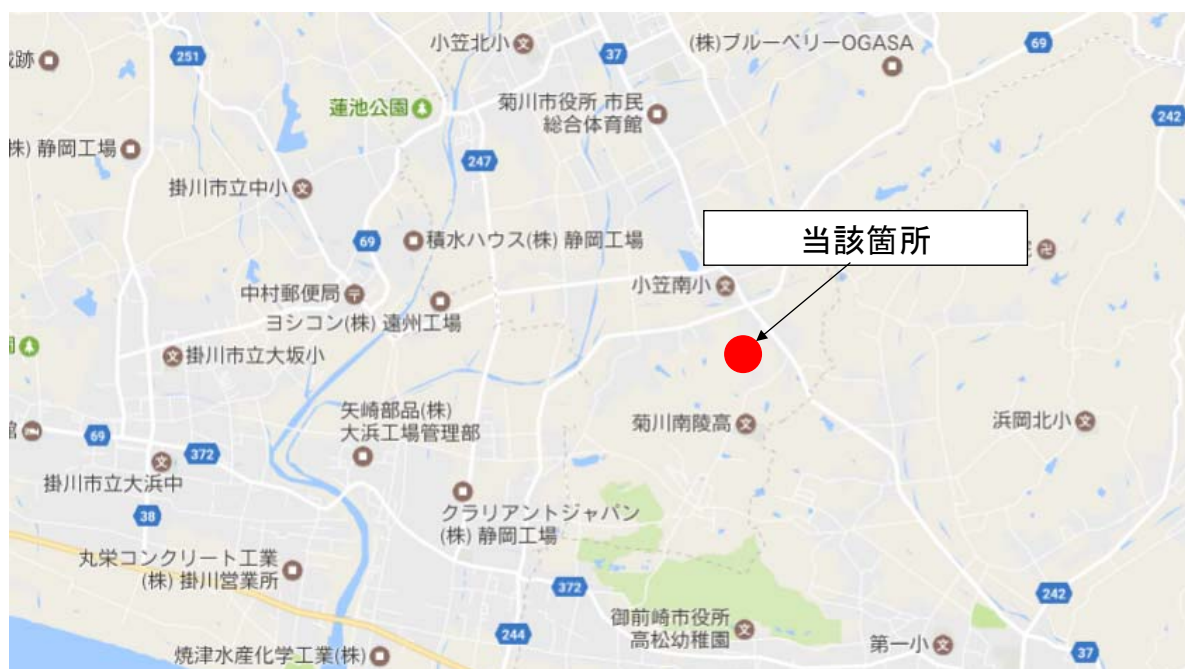 小笠北小
(株)ブルーベリーOGASA
69
251
37
跡
蓮池公園
菊川市役所 市民
総合体育館
242
株) 静岡工場
247
掛川市立中小
当該箇所
69
積水ハウス(株) 静岡工場
小笠南小
中村郵便局
ヨシコン(株) 遠州工場
掛川市立大坂小
矢崎部品(株)
大浜工場管理部
菊川南陵高
浜岡北小
69
372
掛川市立大浜中
38
クラリアントジャパン
(株) 静岡工場
丸栄コンクリート工業
(株) 掛川営業所
372
242
御前崎市役所
高松幼稚園
244
第一小
37
焼津水産化学工業(株)